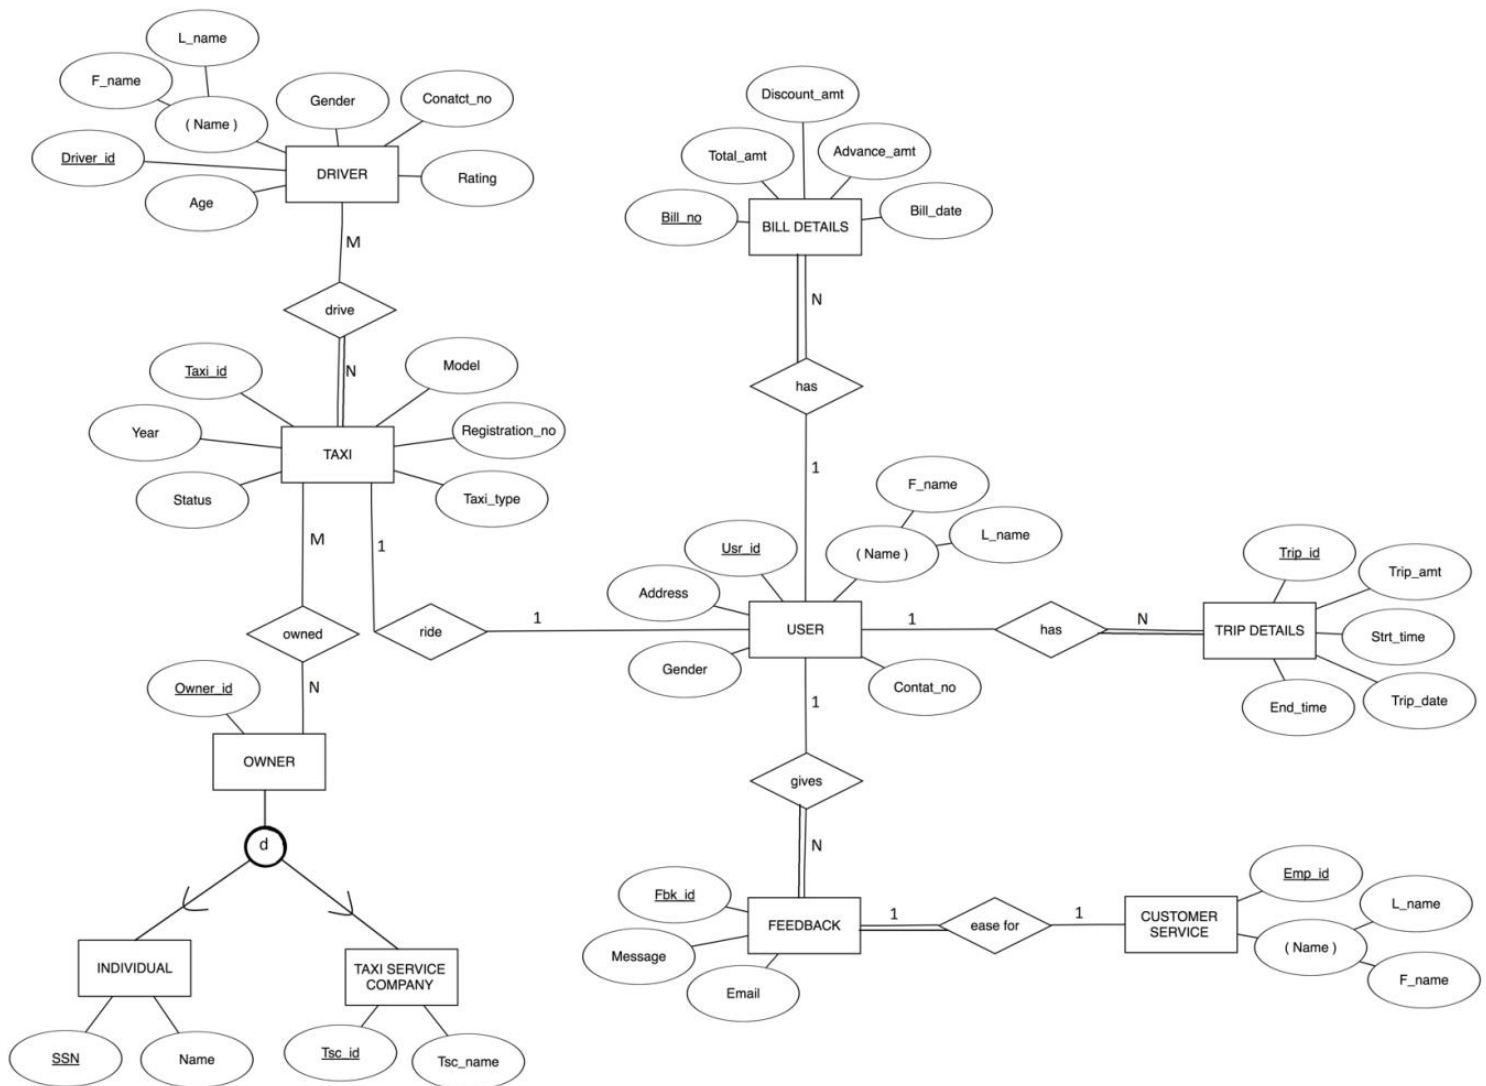 L_name
F_name
( Name )
Gender
Conatct_no
Driver_id
DRIVER
Rating
Age
M
drive
N
Taxi_id
Model
Year
Registration_no
TAXI
Status
Taxi_type
M
1
owned
ride
1
N
Owner_id
OWNER
d
INDIVIDUAL
TAXI SERVICE
COMPANY
SSN
Name
Tsc_id
Tsc_name
Discount_amt
Total_amt
Advance_amt
Bill_no
Bill_date
BILL DETAILS
N
has
1
F_name
Usr_id
( Name )
L_name
Address
USER
Gender
Contat_no
1
has
N
Trip_id
Trip_amt
TRIP DETAILS
Strt_time
End_time
Trip_date
1
gives
N
Fbk_id
FEEDBACK
Message
Email
1
ease for
1
Emp_id
CUSTOMER
SERVICE
L_name
( Name )
F_name